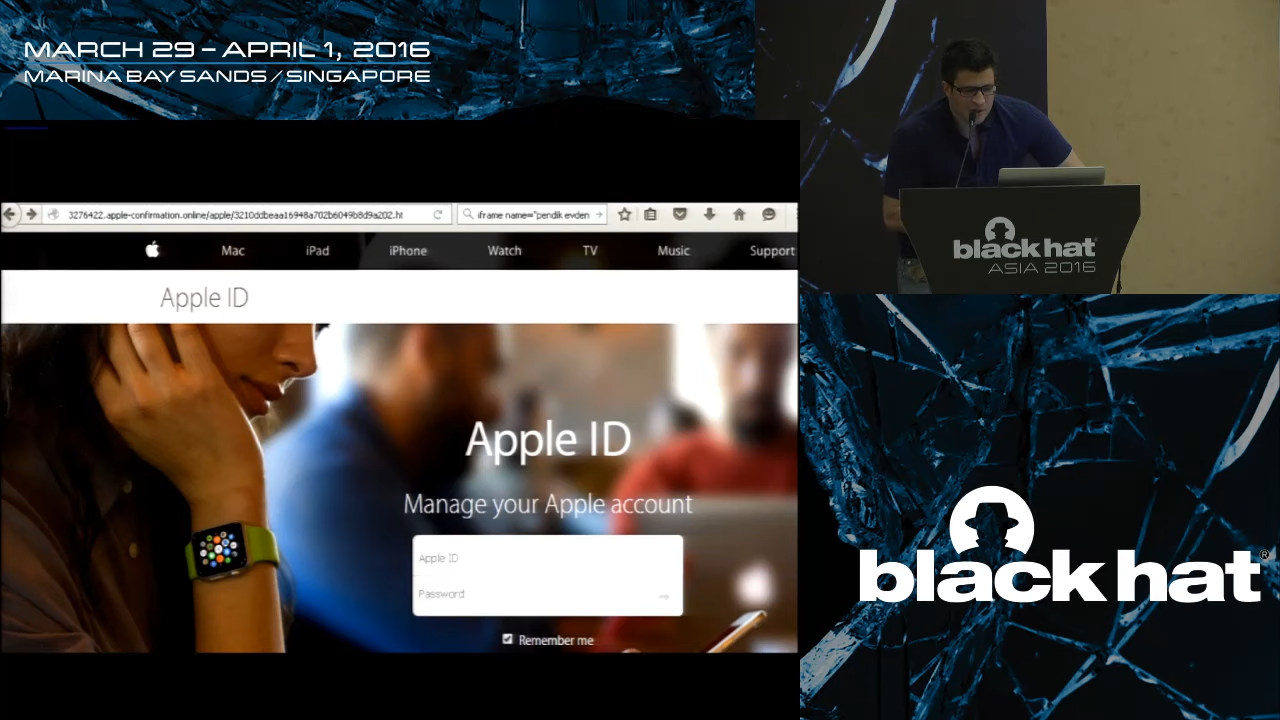 MARCH 29 – APRIL 1, 2016
MARINA BAY SANDS / SINGAPORE
3276422.apple-confirmation.online/apple/3210ddbeaa16948a702b6049b8d9a202.ht
iframe name="pendik evden
Mac iPad iPhone Watch TV Music Support
Apple ID
Apple ID
Manage your Apple account
Apple ID
Password
Remember me
black hat
ASIA 2016
black hat®